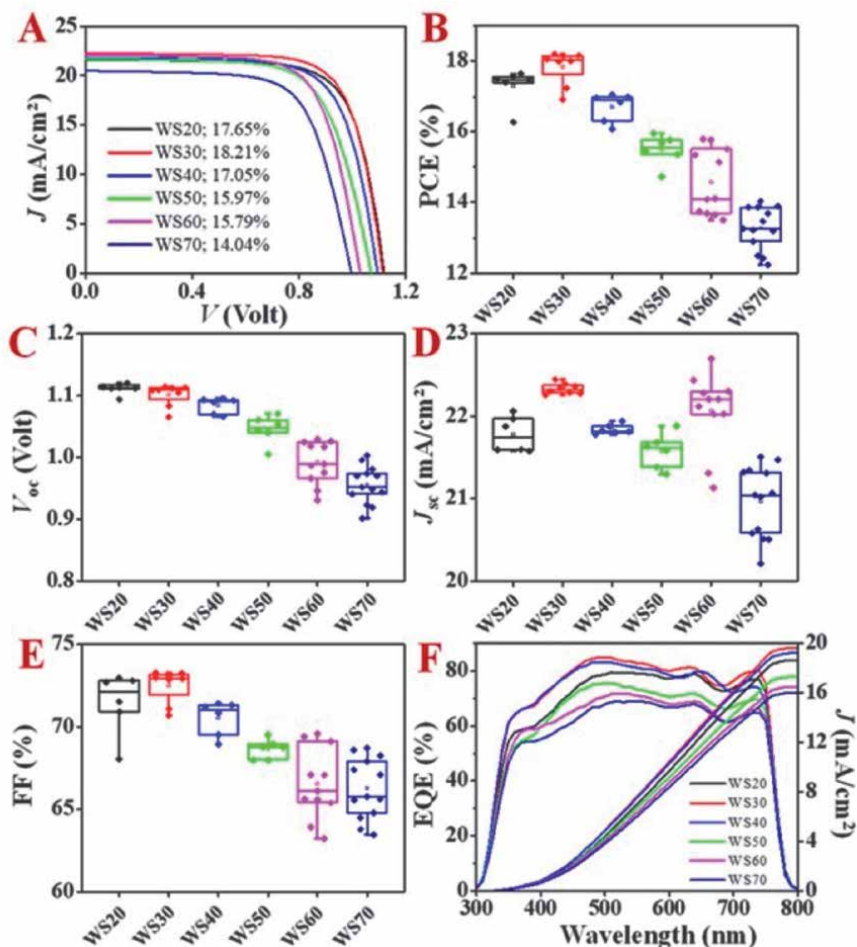 A
J (mA/cm²)
25
20
15
10
5
0
WS20; 17.65%
WS30; 18.21%
WS40; 17.05%
WS50; 15.97%
WS60; 15.79%
WS70; 14.04%
0.0 0.4 0.8 1.2
V (Volt)
B
PCE (%)
18
16
14
12
WS20 WS30 WS40 WS50 WS60 WS70
C
Voc (Volt)
1.2
1.1
1.0
0.9
0.8
WS20 WS30 WS40 WS50 WS60 WS70
D
Jsc (mA/cm²)
23
22
21
20
WS20 WS30 WS40 WS50 WS60 WS70
E
FF (%)
75
70
65
60
WS20 WS30 WS40 WS50 WS60 WS70
F
EQE (%)
80
60
40
20
0
WS20
WS30
WS40
WS50
WS60
WS70
20
16
12
8
4
0
J (mA/cm²)
300 400 500 600 700 800
Wavelength (nm)